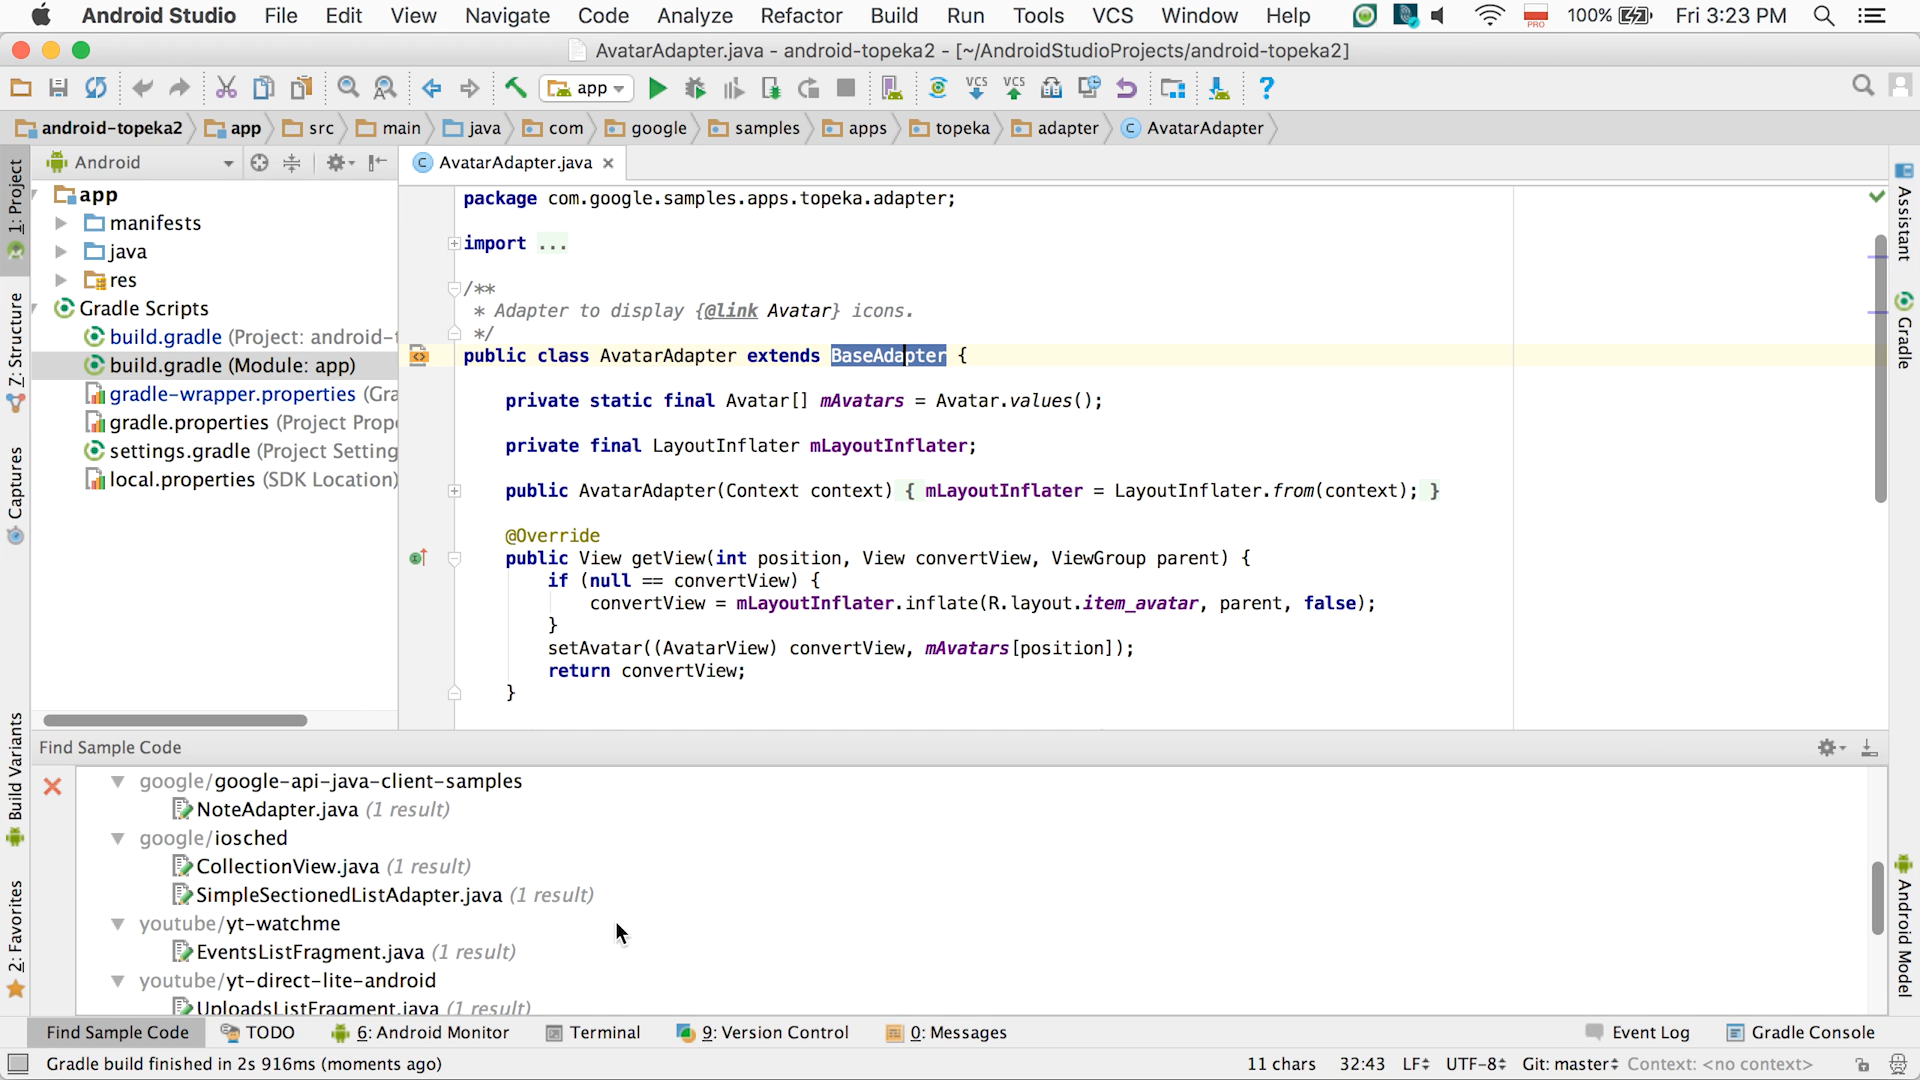 Android Studio File Edit View Navigate Code Analyze Refactor Build Run Tools VCS Window Help PRO 100% Fri 3:23 PM
AvatarAdapter.java - android-topeka2 - [~/AndroidStudioProjects/android-topeka2]
app VCS VCS ?
android-topeka2 app src main java com google samples apps topeka adapter C AvatarAdapter
Android
C AvatarAdapter.java
app
manifests
java
res
Gradle Scripts
build.gradle (Project: android-t
build.gradle (Module: app)
gradle-wrapper.properties (Gra
gradle.properties (Project Prope
settings.gradle (Project Setting
local.properties (SDK Location)
1: Project
7: Structure
Captures
Build Variants
2: Favorites
package com.google.samples.apps.topeka.adapter;
import ...
/**
* Adapter to display {@link Avatar} icons.
*/
public class AvatarAdapter extends BaseAdapter {
private static final Avatar[] mAvatars = Avatar.values();
private final LayoutInflater mLayoutInflater;
public AvatarAdapter(Context context) { mLayoutInflater = LayoutInflater.from(context); }
@Override
public View getView(int position, View convertView, ViewGroup parent) {
if (null == convertView) {
convertView = mLayoutInflater.inflate(R.layout.item_avatar, parent, false);
}
setAvatar((AvatarView) convertView, mAvatars[position]);
return convertView;
}
Assistant
Gradle
Android Model
Find Sample Code
google/google-api-java-client-samples
NoteAdapter.java (1 result)
google/iosched
CollectionView.java (1 result)
SimpleSectionedListAdapter.java (1 result)
youtube/yt-watchme
EventsListFragment.java (1 result)
youtube/yt-direct-lite-android
UploadsListFragment.java (1 result)
Find Sample Code TODO 6: Android Monitor Terminal 9: Version Control 0: Messages Event Log Gradle Console
Gradle build finished in 2s 916ms (moments ago) 11 chars 32:43 LF UTF-8 Git: master Context: <no context>